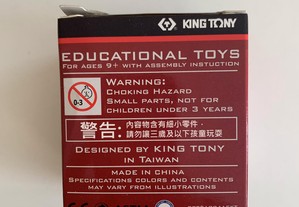 KING TONY
EDUCATIONAL TOYS
FOR AGES 9+ WITH ASSEMBLY INSTUCTION
WARNING:
CHOKING HAZARD
0-3
SMALL PARTS, NOT FOR
CHILDREN UNDER 3 YEARS
警告:
內容物含有細小零件,
請勿讓三歲及以下孩童玩耍
DESIGNED BY KING TONY
IN TAIWAN
MADE IN CHINA
SPECIFICATIONS COLORS AND CONTENTS
MAY VARY FROM ILLUSTRATIONS